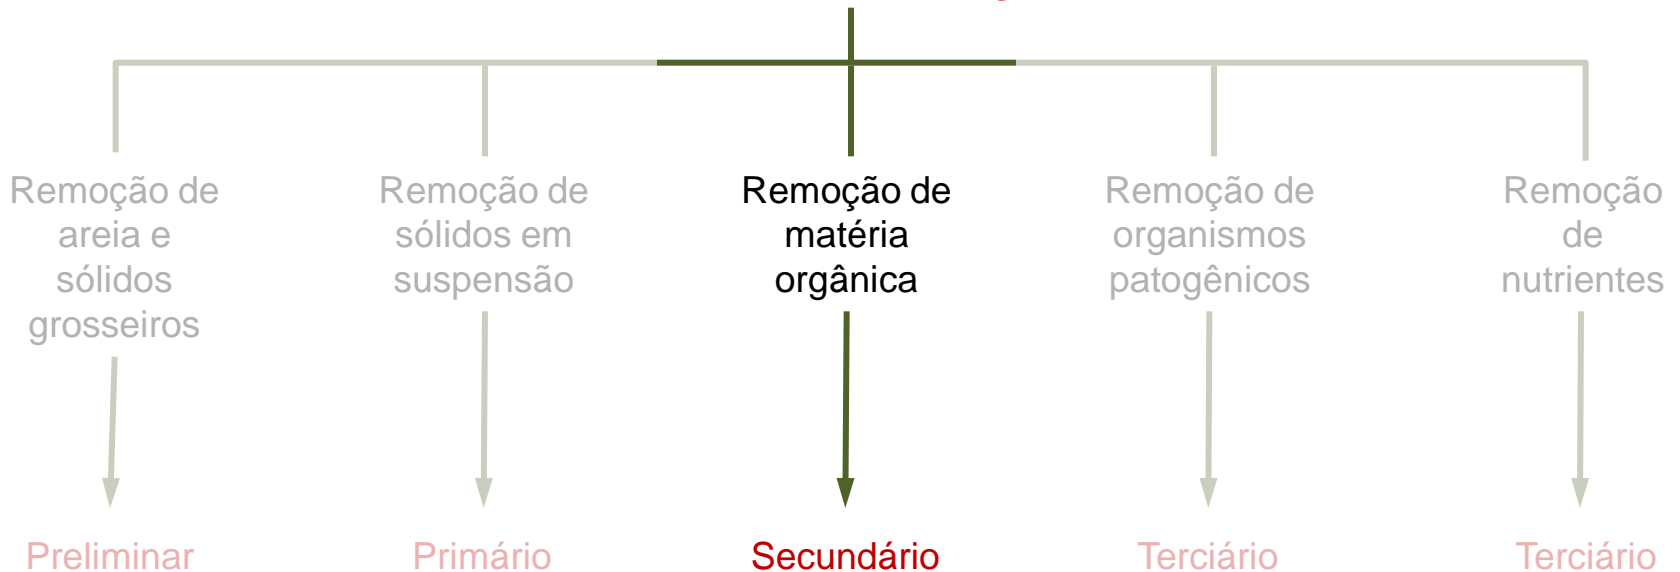 Remoção de
areia e
sólidos
grosseiros
Remoção de
sólidos em
suspensão
Remoção de
matéria
orgânica
Remoção de
organismos
patogênicos
Remoção
de
nutrientes
Preliminar
Primário
Secundário
Terciário
Terciário